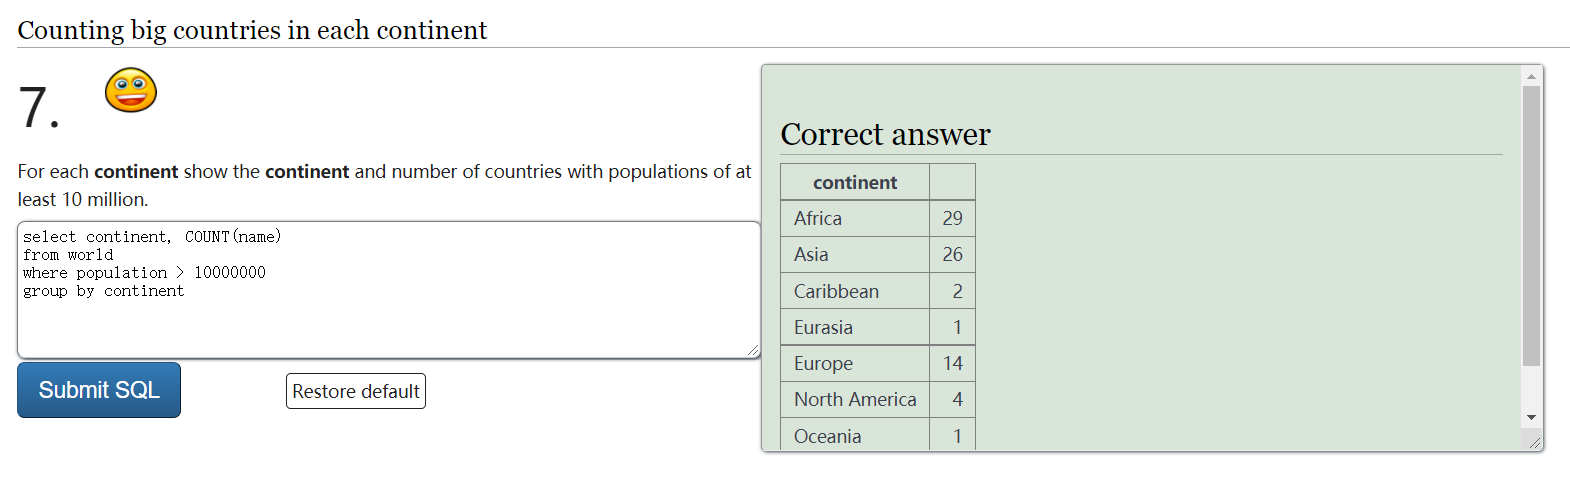 Counting big countries in each continent
7.
For each continent show the continent and number of countries with populations of at
least 10 million.
select continent, COUNT(name)
from world
where population > 10000000
group by continent
Submit SQL
Restore default
Correct answer
continent
Africa 29
Asia 26
Caribbean 2
Eurasia 1
Europe 14
North America 4
Oceania 1